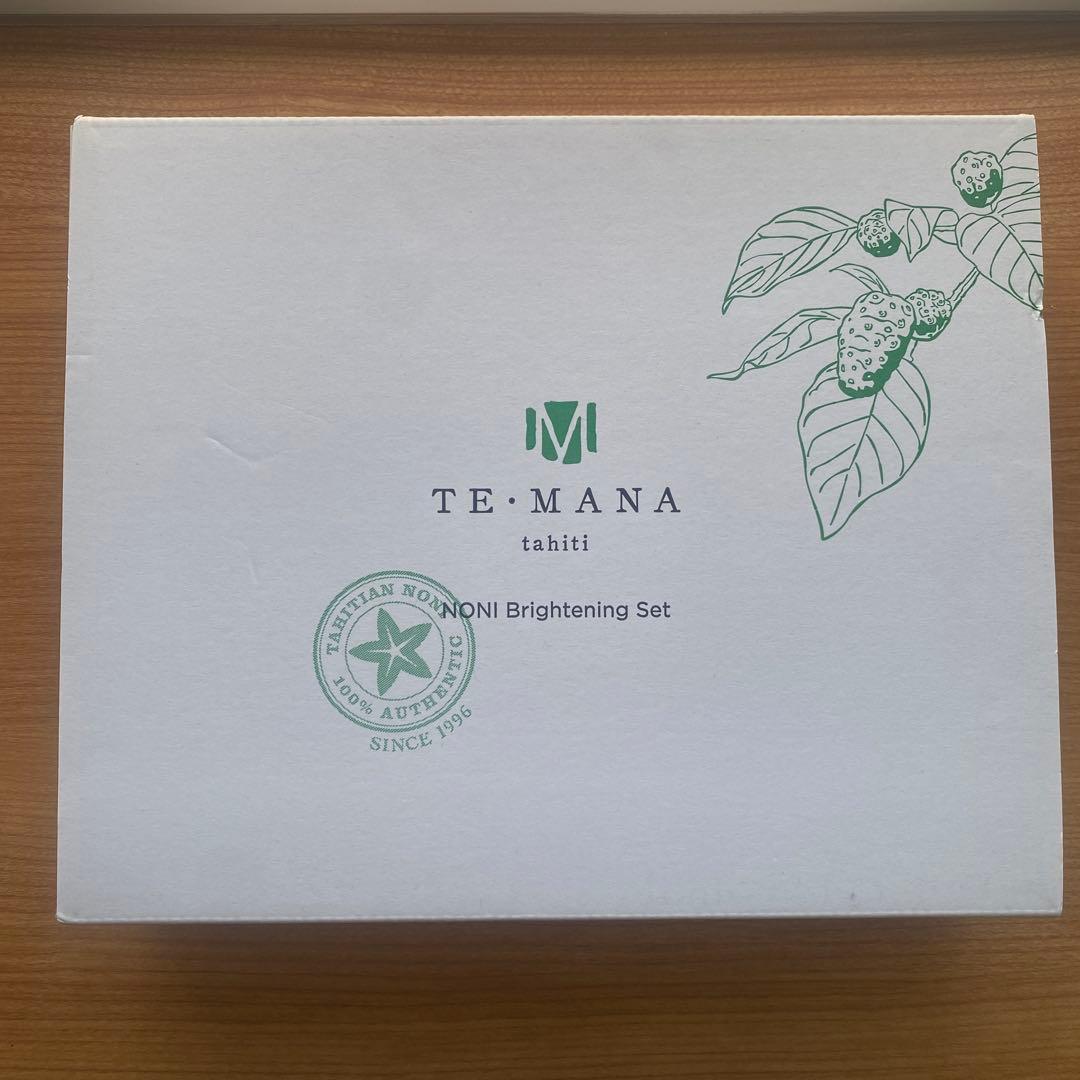 M
TE·MANA
tahiti
NONI Brightening Set
TAHITIAN NONI
100% AUTHENTIC
SINCE 1996